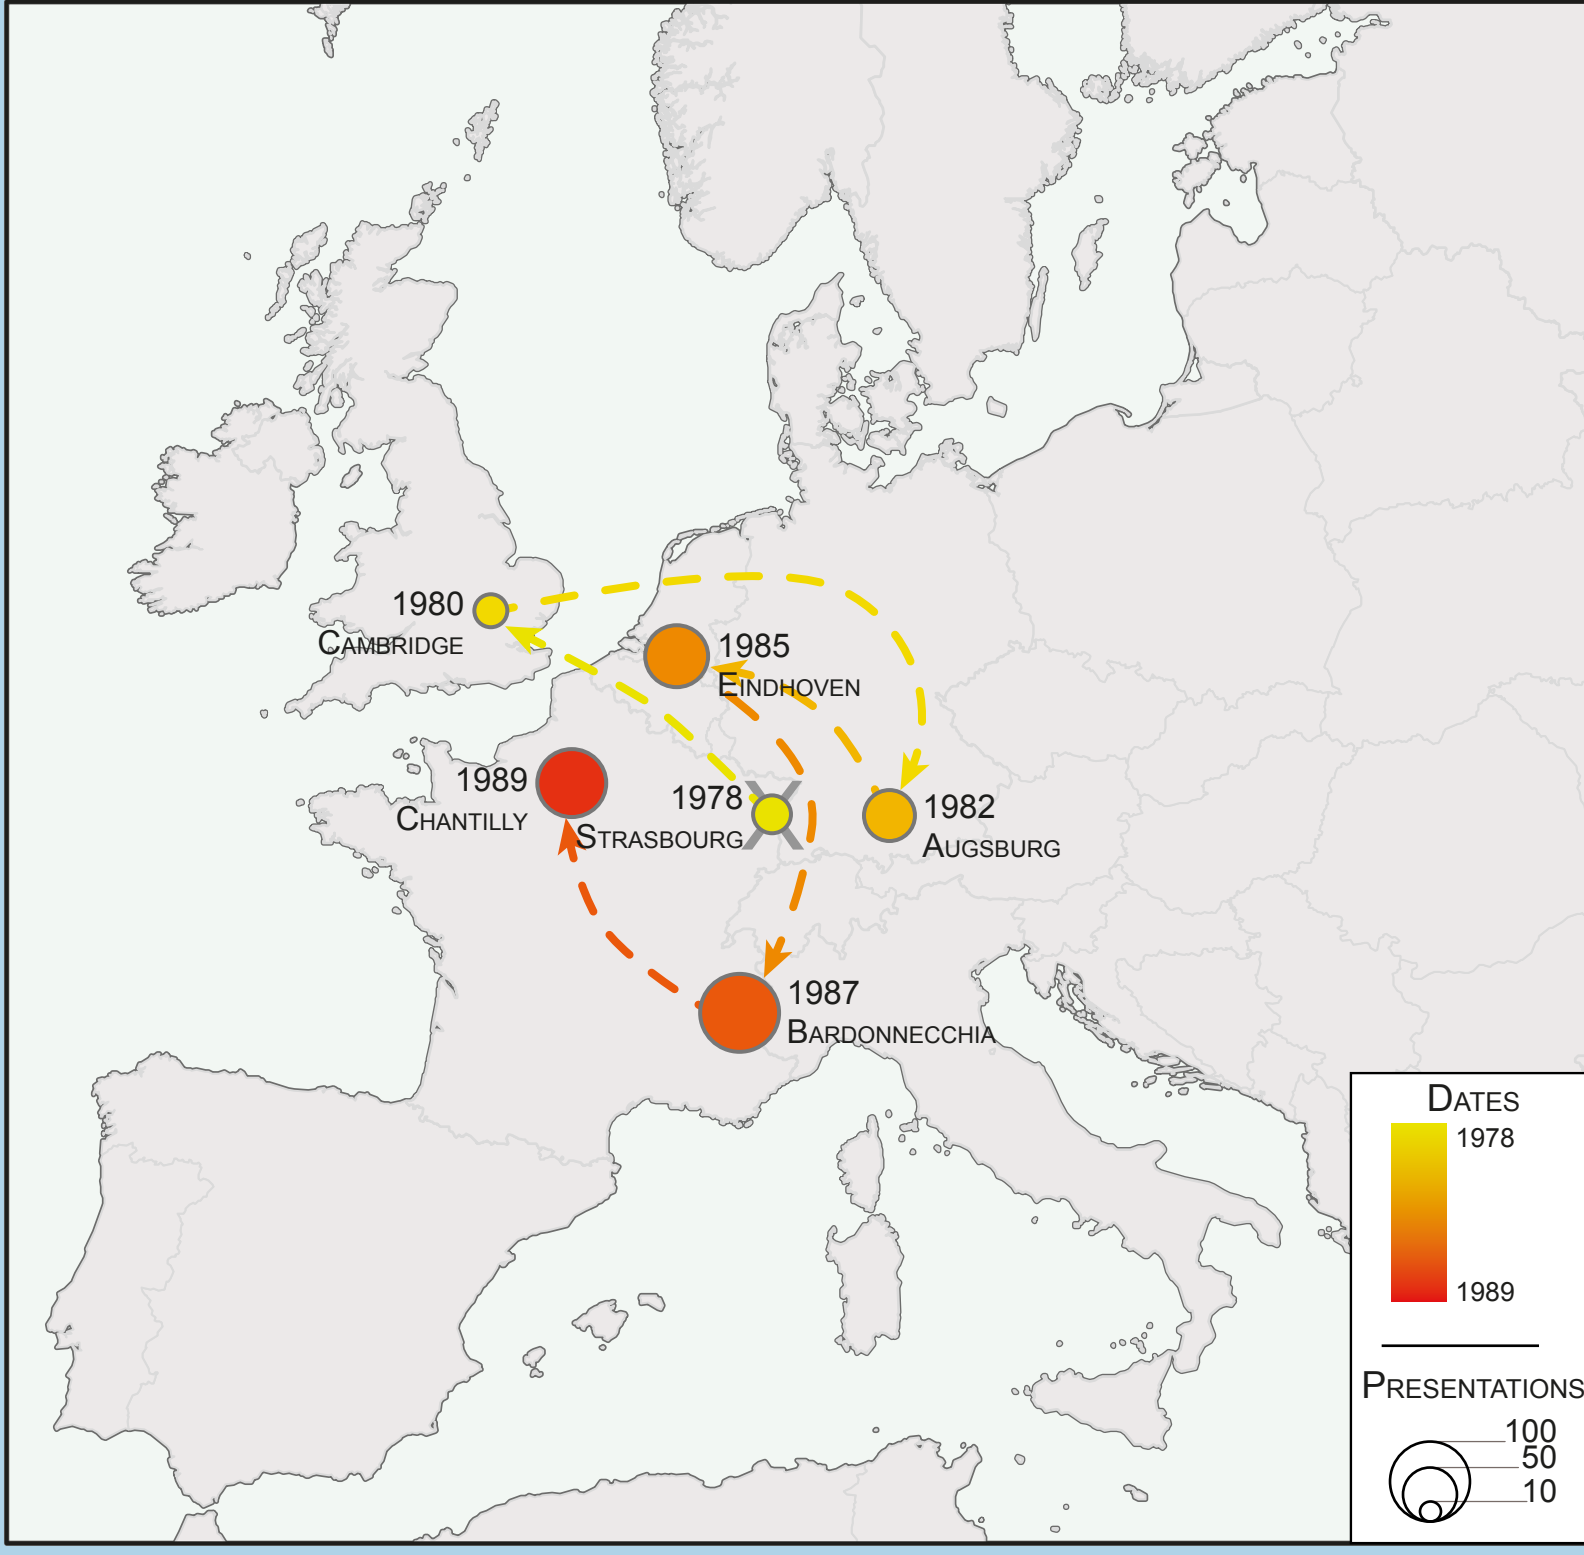 1980
Cambridge
1985
Eindhoven
1989
Chantilly
1978
Strasbourg
1982
Augsburg
1987
Bardonnecchia
Dates
1978
1989
Presentations
100
50
10